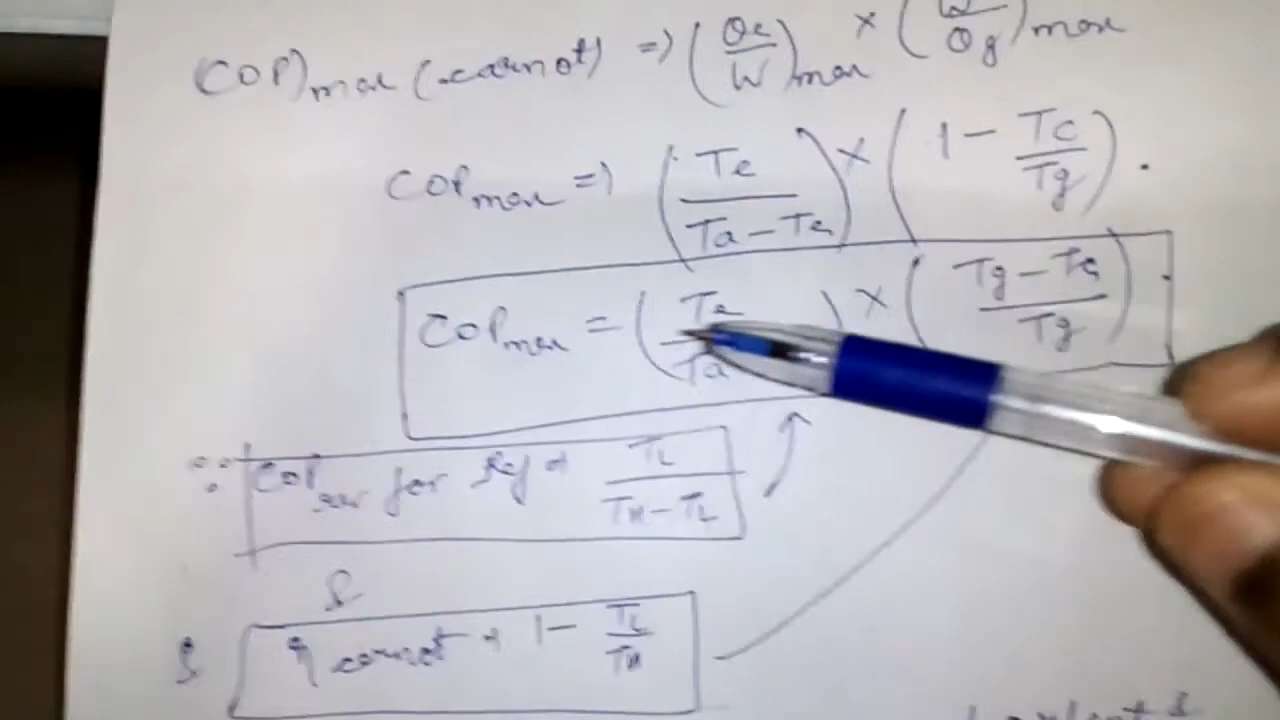 (COP)max (carnot) => (Qe/W)max × (W/Qg)max
COPmax => (Te/Ta-Te) × (1 - Tc/Tg).
COPmax = (Te/Ta × (Tg-Ta/Tg)
∵ COP for Ref → TL/TH-TL
&
& η carnot → 1 - TL/TH